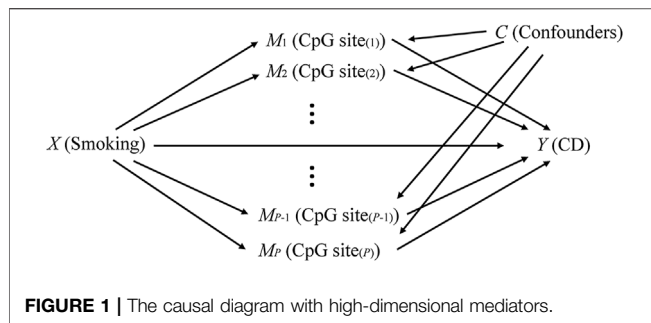 M1 (CpG site(1))
C (Confounders)
M2 (CpG site(2))
X (Smoking)
Y (CD)
MP-1 (CpG site(P-1))
MP (CpG site(P))
FIGURE 1 | The causal diagram with high-dimensional mediators.